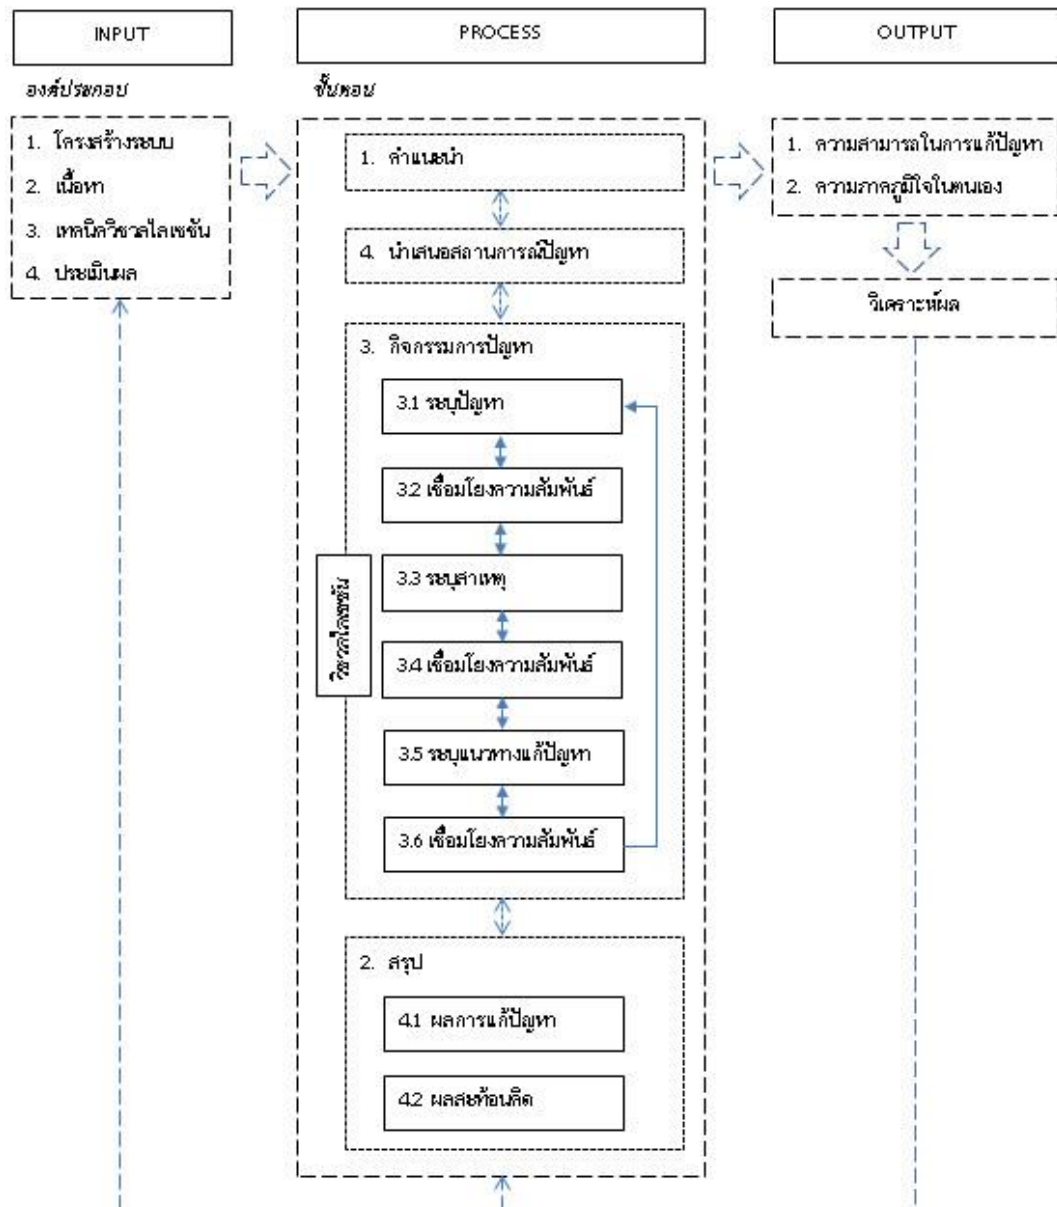 INPUT
PROCESS
OUTPUT
องค์ประกอบ
ขั้นตอน
1. โครงสร้างระบบ
2. เนื้อหา
3. เทคนิควิชวลไลเซชัน
4. ประเมินผล
1. คำแนะนำ
4. นำเสนอสถานการณ์ปัญหา
3. กิจกรรมการปัญหา
3.1 ระบุปัญหา
3.2 เชื่อมโยงความสัมพันธ์
3.3 ระบุสาเหตุ
3.4 เชื่อมโยงความสัมพันธ์
3.5 ระบุแนวทางแก้ปัญหา
3.6 เชื่อมโยงความสัมพันธ์
วิชวลไลเซชัน
2. สรุป
4.1 ผลการแก้ปัญหา
4.2 ผลสะท้อนคิด
1. ความสามารถในการแก้ปัญหา
2. ความภาคภูมิใจในตนเอง
วิเคราะห์ผล